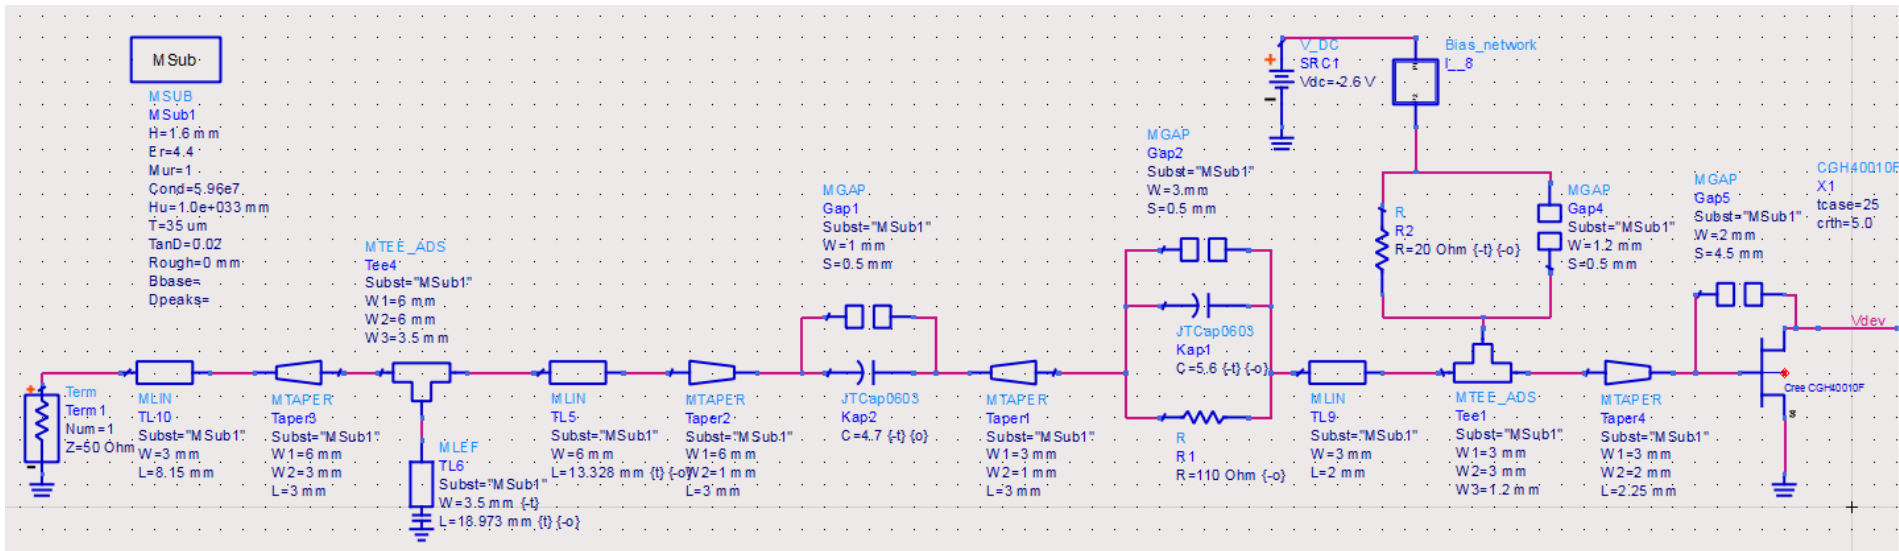 MSub
MSUB
MSub1
H=1.6 mm
Er=4.4
Mur=1
Cond=5.96e7
Hu=1.0e+033 mm
T=35 um
TanD=0.02
Rough=0 mm
Bbase=
Dpeaks=
Term
Term1
Num=1
Z=50 Ohm
MLIN
TL10
Subst="MSub1"
W=3 mm
L=8.15 mm
MTAPER
Taper3
Subst="MSub1"
W1=6 mm
W2=3 mm
L=3 mm
MTEE_ADS
Tee4
Subst="MSub1"
W1=6 mm
W2=6 mm
W3=3.5 mm
MLEF
TL6
Subst="MSub1"
W=3.5 mm {-t}
L=18.973 mm {t} {-o}
MLIN
TL5
Subst="MSub1"
W=6 mm
L=13.328 mm {t} {-o}
MTAPER
Taper2
Subst="MSub1"
W1=6 mm
W2=1 mm
L=3 mm
MGAP
Gap1
Subst="MSub1"
W=1 mm
S=0.5 mm
JTCap0603
Kap2
C=4.7 {-t} {o}
MTAPER
Taper1
Subst="MSub1"
W1=3 mm
W2=1 mm
L=3 mm
MGAP
Gap2
Subst="MSub1"
W=3 mm
S=0.5 mm
JTCap0603
Kap1
C=5.6 {-t} {-o}
R
R1
R=110 Ohm {-o}
V_DC
SRC1
Vdc=-2.6 V
Bias_network
I__8
R
R2
R=20 Ohm {-t} {-o}
MGAP
Gap4
Subst="MSub1"
W=1.2 mm
S=0.5 mm
MLIN
TL9
Subst="MSub1"
W=3 mm
L=2 mm
MTEE_ADS
Tee1
Subst="MSub1"
W1=3 mm
W2=3 mm
W3=1.2 mm
MTAPER
Taper4
Subst="MSub1"
W1=3 mm
W2=2 mm
L=2.25 mm
MGAP
Gap5
Subst="MSub1"
W=2 mm
S=4.5 mm
CGH40010F
X1
tcase=25
crth=5.0
Vdev
Cree CGH40010F